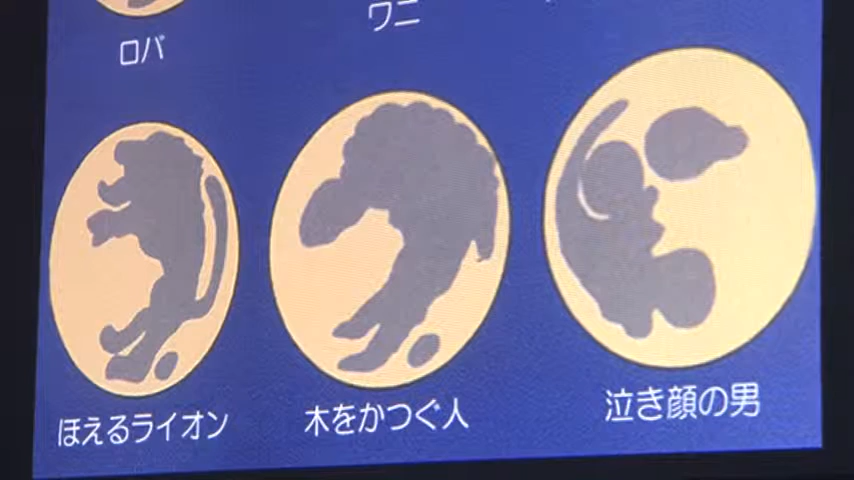 ロバ
ワニ
ほえるライオン
木をかつぐ人
泣き顔の男